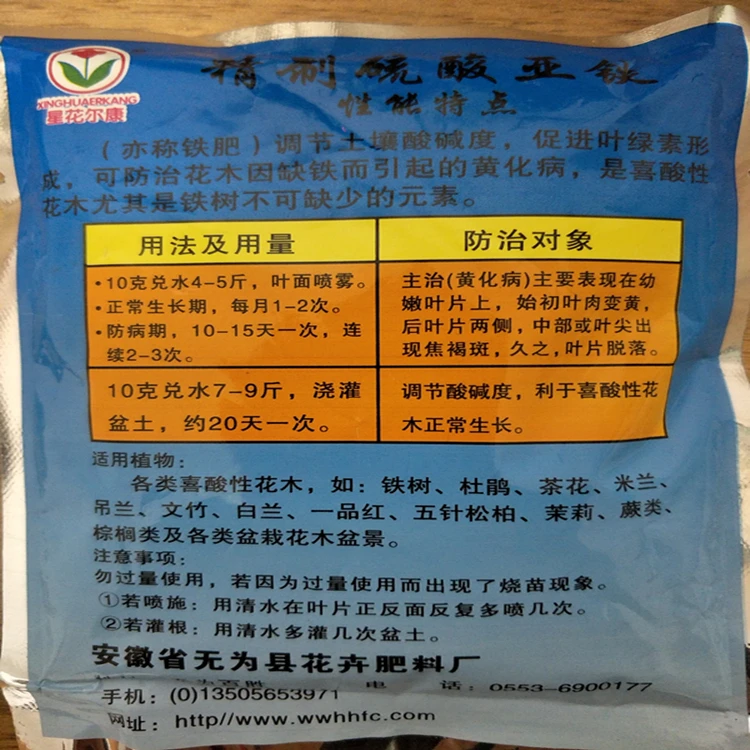 精制硫酸亚铁
XINGHUAERKANG
星花尔康
性能特点
（亦称铁肥）调节土壤酸碱度，促进叶绿素形
成，可防治花木因缺铁而引起的黄化病，是喜酸性
花木尤其是铁树不可缺少的元素。
用法及用量
·10克兑水4-5斤，叶面喷雾。
·正常生长期，每月1-2次。
·防病期，10-15天一次，连
续2-3次。
10克兑水7-9斤，浇灌
盆土，约20天一次。
防治对象
主治(黄化病)主要表现在幼
嫩叶片上，始初叶肉变黄，
后叶片两侧，中部或叶尖出
现焦褐斑，久之，叶片脱落。
调节酸碱度，利于喜酸性花
木正常生长。
适用植物：
各类喜酸性花木，如：铁树、杜鹃、茶花、米兰、
吊兰、文竹、白兰、一品红、五针松柏、茉莉、蕨类、
棕榈类及各类盆栽花木盆景。
注意事项：
勿过量使用，若因为过量使用而出现了烧苗现象。
①若喷施：用清水在叶片正反面反复多喷几次。
②若灌根：用清水多灌几次盆土。
安徽省无为县花卉肥料厂
电 话：0553-6900177
手机：(0)13505653971
网址：http//www.wwhhfc.com